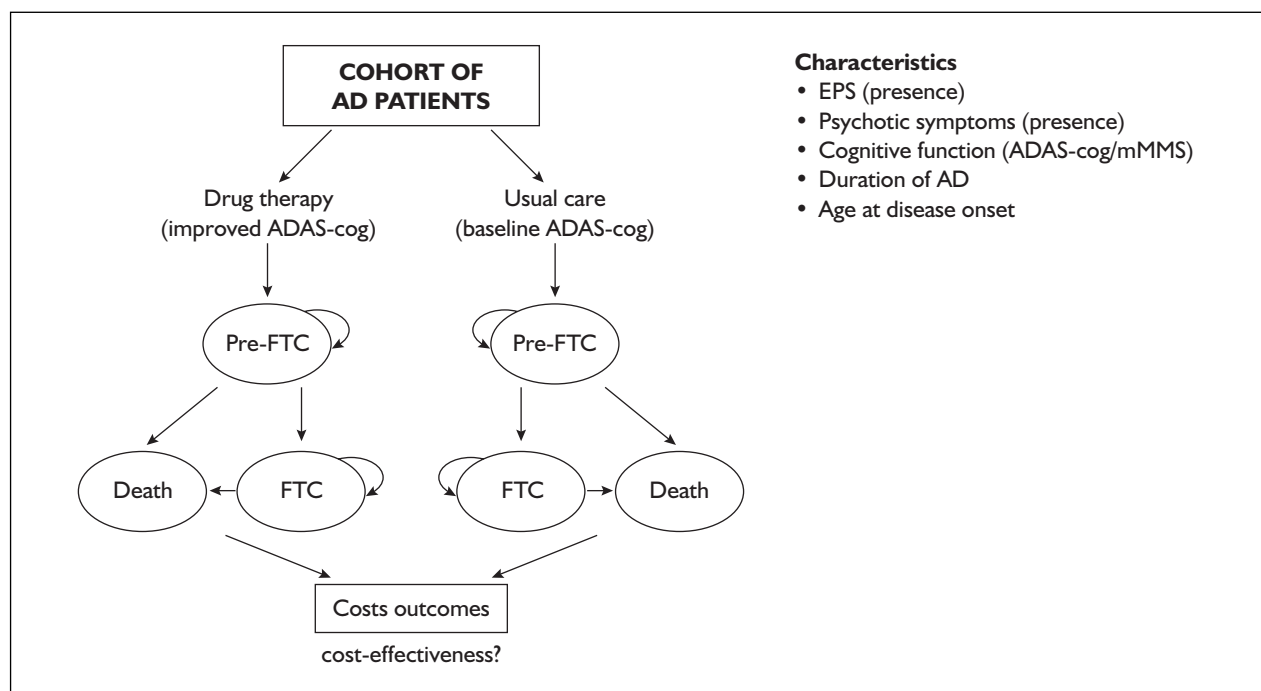 COHORT OF
AD PATIENTS
Characteristics
• EPS (presence)
• Psychotic symptoms (presence)
• Cognitive function (ADAS-cog/mMMS)
• Duration of AD
• Age at disease onset
Drug therapy
(improved ADAS-cog)
Usual care
(baseline ADAS-cog)
Pre-FTC
Pre-FTC
Death
FTC
FTC
Death
Costs outcomes
cost-effectiveness?